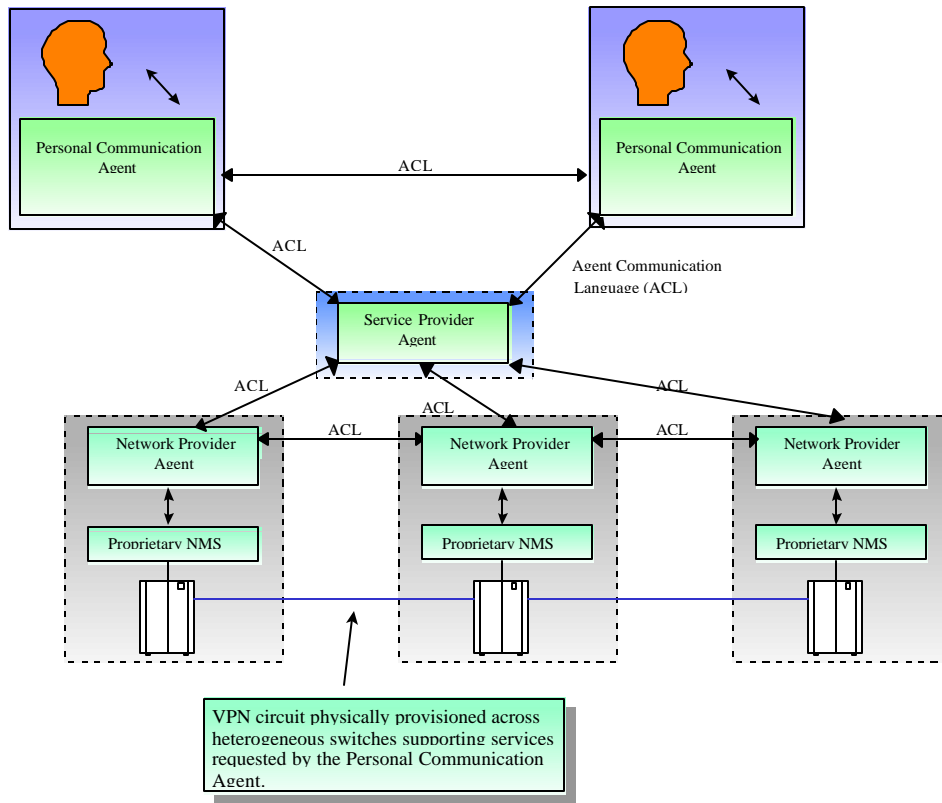 Personal Communication
Agent
Personal Communication
Agent
ACL
ACL
Agent Communication
Language (ACL)
Service Provider
Agent
ACL
ACL
ACL
Network Provider
Agent
ACL
Network Provider
Agent
ACL
Network Provider
Agent
Proprietary NMS
Proprietary NMS
Proprietary NMS
VPN circuit physically provisioned across
heterogeneous switches supporting services
requested by the Personal Communication
Agent.